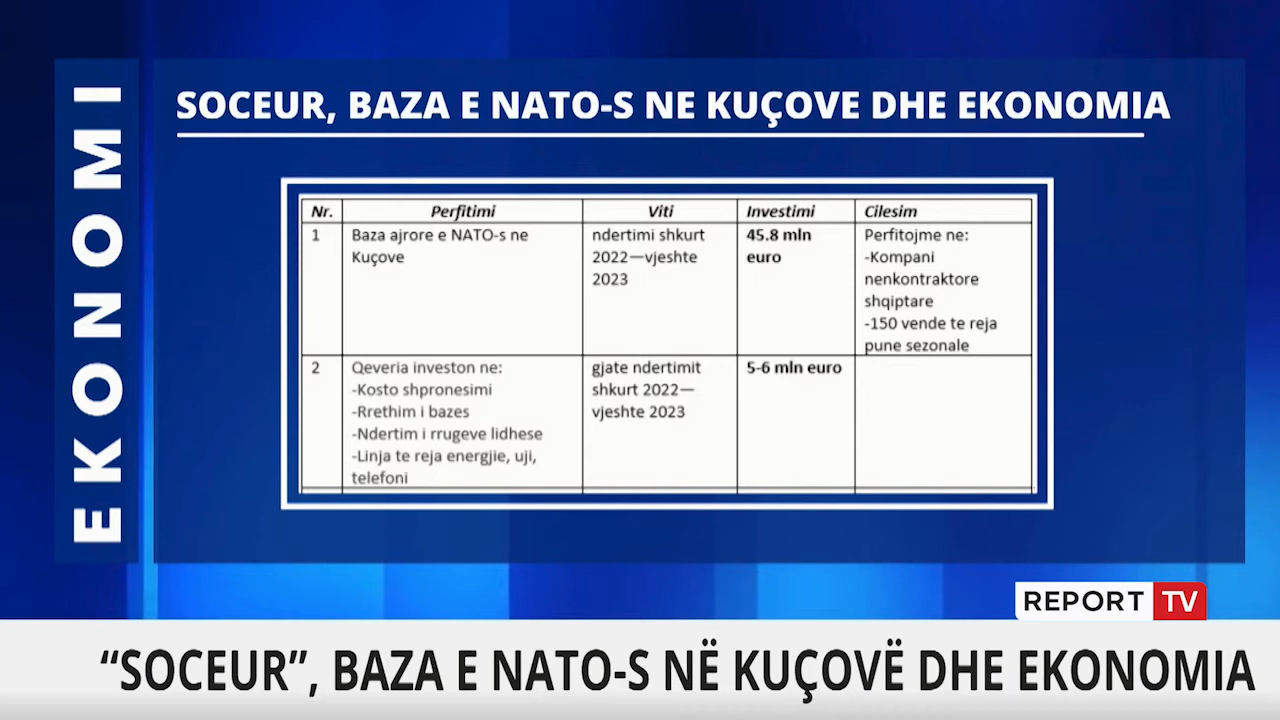 EKONOMI
SOCEUR, BAZA E NATO-S NE KUÇOVE DHE EKONOMIA
Nr. Perfitimi Viti Investimi Cilesim
1 Baza ajrore e NATO-s ne Kuçove ndertimi shkurt 2022—vjeshte 2023 45.8 mln euro Perfitojme ne: -Kompani nenkontraktore shqiptare -150 vende te reja pune sezonale
2 Qeveria investon ne: -Kosto shpronesimi -Rrethim i bazes -Ndertim i rrugeve lidhese -Linja te reja energjie, uji, telefoni gjate ndertimit shkurt 2022—vjeshte 2023 5-6 mln euro
REPORT TV
“SOCEUR”, BAZA E NATO-S NË KUÇOVË DHE EKONOMIA